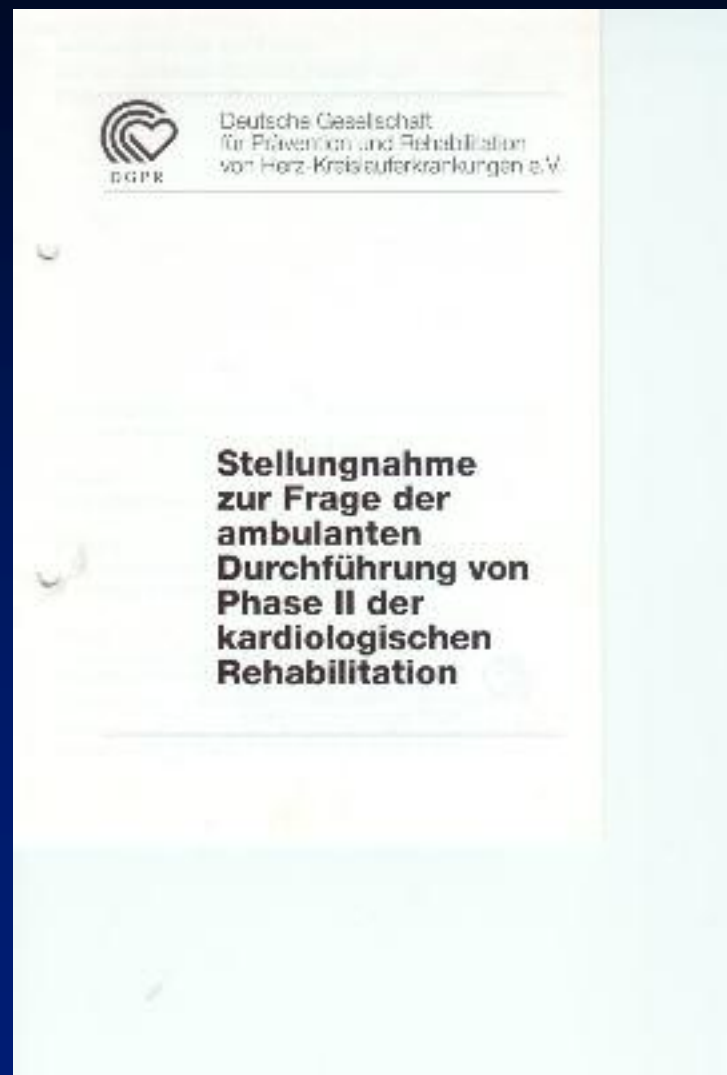 DGPR
Deutsche Gesellschaft
für Prävention und Rehabilitation
von Herz-Kreislauferkrankungen e.V.
Stellungnahme
zur Frage der
ambulanten
Durchführung von
Phase II der
kardiologischen
Rehabilitation